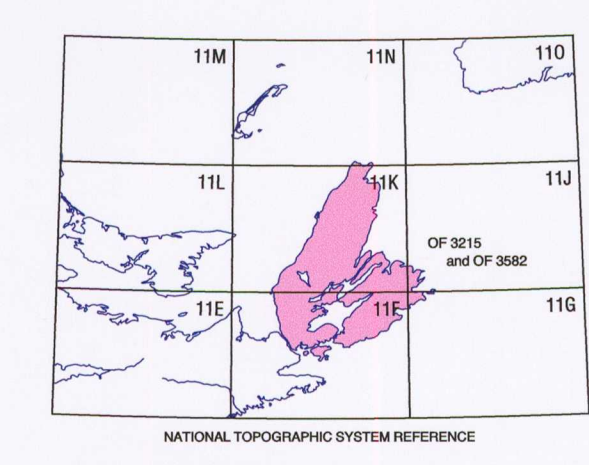 11M
11N
11O
11L
11K
11J
OF 3215
and OF 3582
11E
11F
11G
NATIONAL TOPOGRAPHIC SYSTEM REFERENCE